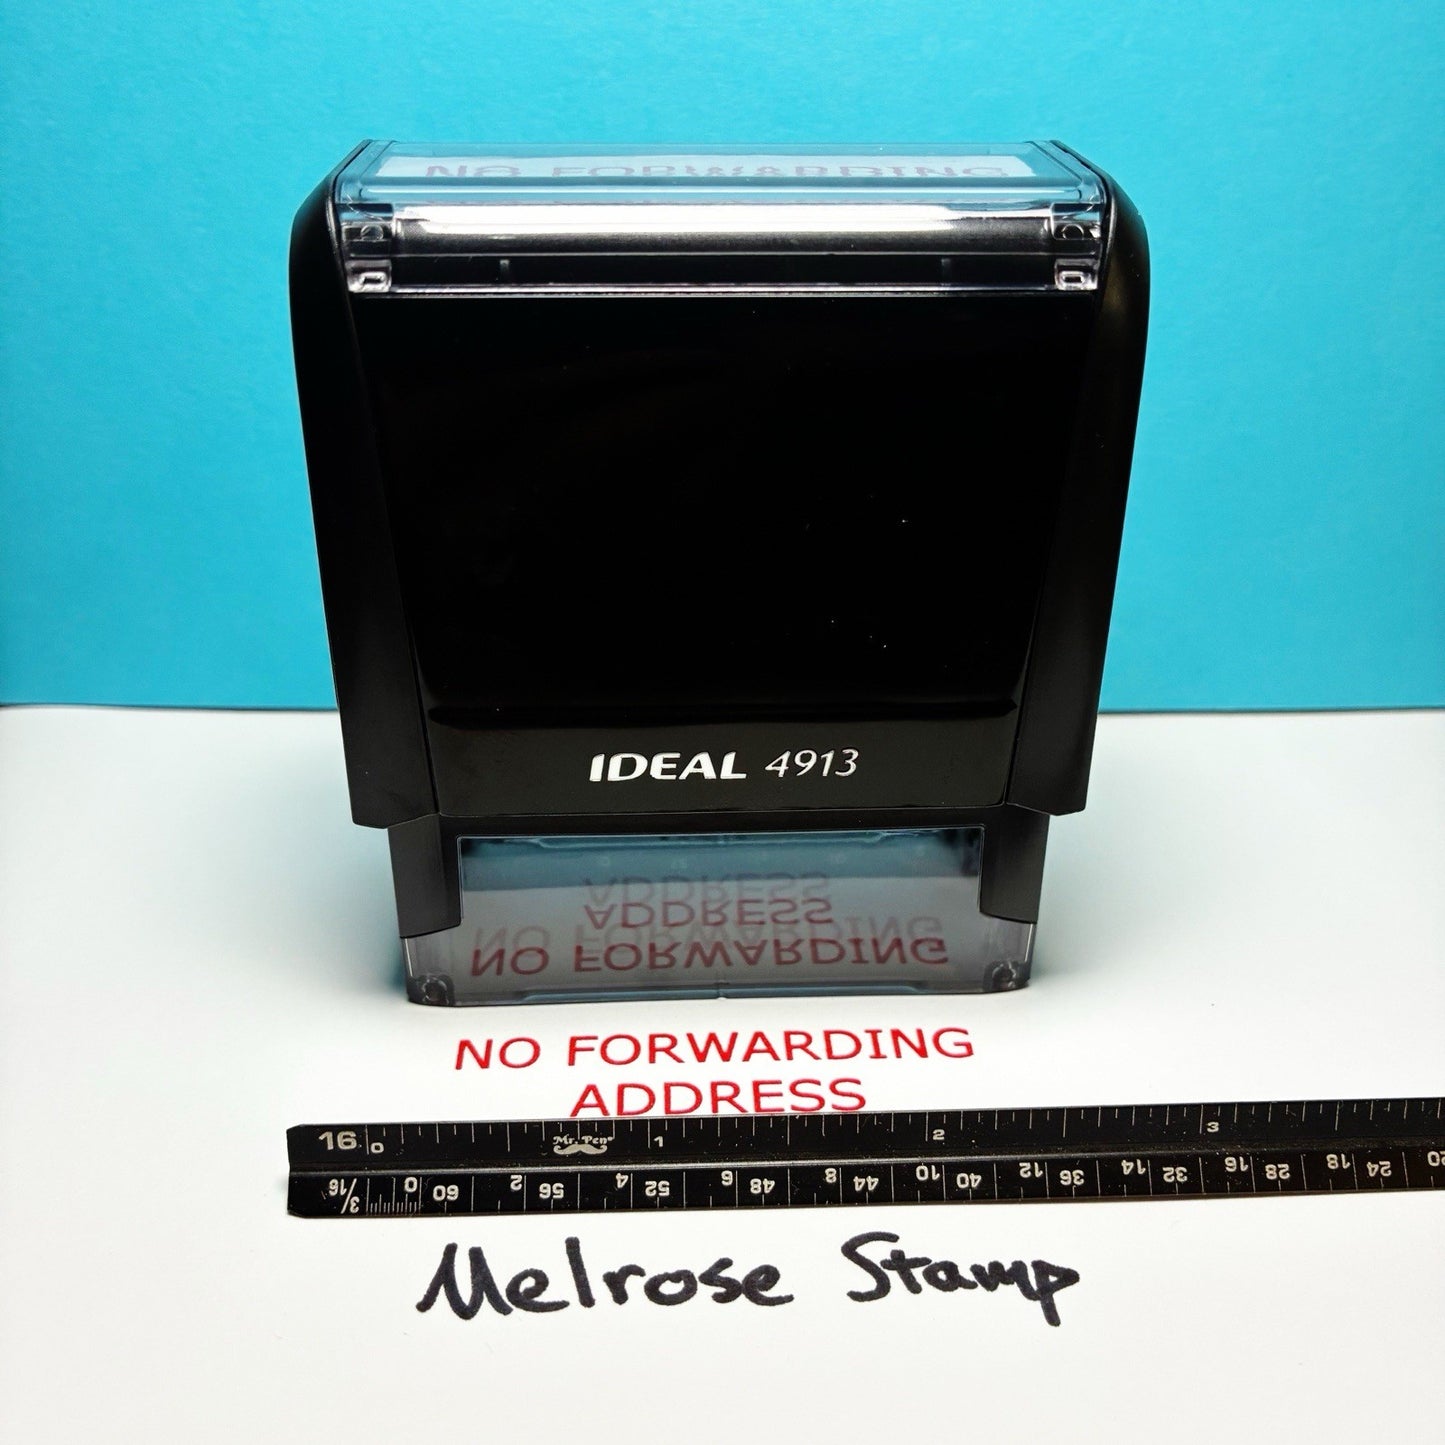 NO FORWARDING
IDEAL 4913
ADDRESS
NO FORWARDING
NO FORWARDING
ADDRESS
16 0 Mr. Pen® 1 2 3
3/16 0 60 2 56 4 52 6 48 8 44 10 40 12 36 14 32 16 28 18 24 20
Melrose Stamp